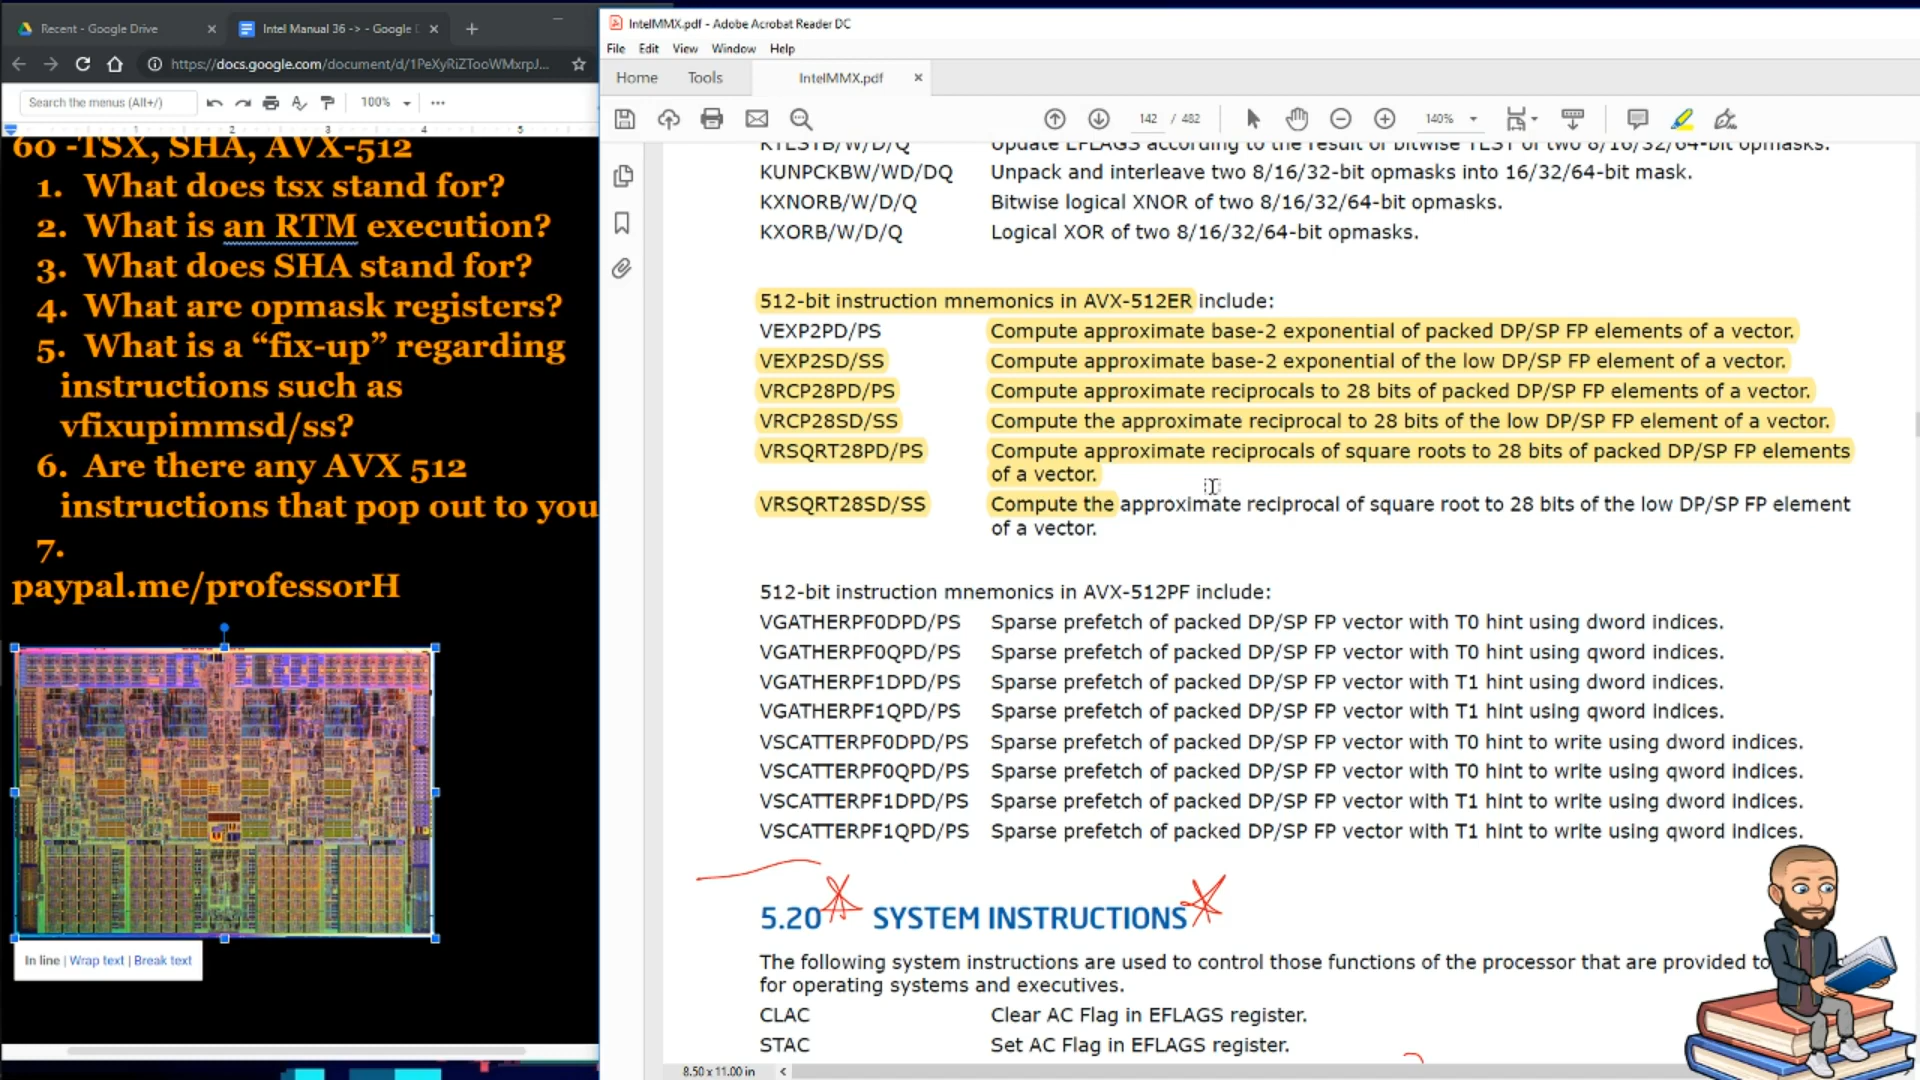 Recent - Google Drive
Intel Manual 36 -> - Google D
https://docs.google.com/document/d/1PeXyRiZTooWMxrpJ...
Search the menus (Alt+/)
100%
1 2 3 4 5
60 -TSX, SHA, AVX-512
1. What does tsx stand for?
2. What is an RTM execution?
3. What does SHA stand for?
4. What are opmask registers?
5. What is a “fix-up” regarding
instructions such as
vfixupimmsd/ss?
6. Are there any AVX 512
instructions that pop out to you
7.
paypal.me/professorH
In line | Wrap text | Break text
IntelMMX.pdf - Adobe Acrobat Reader DC
File Edit View Window Help
Home Tools IntelMMX.pdf
142 / 482 140%
KTESTB/W/D/Q Update EFLAGS according to the result of bitwise TEST of two 8/16/32/64-bit opmasks.
KUNPCKBW/WD/DQ Unpack and interleave two 8/16/32-bit opmasks into 16/32/64-bit mask.
KXNORB/W/D/Q Bitwise logical XNOR of two 8/16/32/64-bit opmasks.
KXORB/W/D/Q Logical XOR of two 8/16/32/64-bit opmasks.
512-bit instruction mnemonics in AVX-512ER include:
VEXP2PD/PS Compute approximate base-2 exponential of packed DP/SP FP elements of a vector.
VEXP2SD/SS Compute approximate base-2 exponential of the low DP/SP FP element of a vector.
VRCP28PD/PS Compute approximate reciprocals to 28 bits of packed DP/SP FP elements of a vector.
VRCP28SD/SS Compute the approximate reciprocal to 28 bits of the low DP/SP FP element of a vector.
VRSQRT28PD/PS Compute approximate reciprocals of square roots to 28 bits of packed DP/SP FP elements
of a vector.
VRSQRT28SD/SS Compute the approximate reciprocal of square root to 28 bits of the low DP/SP FP element
of a vector.
512-bit instruction mnemonics in AVX-512PF include:
VGATHERPF0DPD/PS Sparse prefetch of packed DP/SP FP vector with T0 hint using dword indices.
VGATHERPF0QPD/PS Sparse prefetch of packed DP/SP FP vector with T0 hint using qword indices.
VGATHERPF1DPD/PS Sparse prefetch of packed DP/SP FP vector with T1 hint using dword indices.
VGATHERPF1QPD/PS Sparse prefetch of packed DP/SP FP vector with T1 hint using qword indices.
VSCATTERPF0DPD/PS Sparse prefetch of packed DP/SP FP vector with T0 hint to write using dword indices.
VSCATTERPF0QPD/PS Sparse prefetch of packed DP/SP FP vector with T0 hint to write using qword indices.
VSCATTERPF1DPD/PS Sparse prefetch of packed DP/SP FP vector with T1 hint to write using dword indices.
VSCATTERPF1QPD/PS Sparse prefetch of packed DP/SP FP vector with T1 hint to write using qword indices.
5.20 SYSTEM INSTRUCTIONS
The following system instructions are used to control those functions of the processor that are provided to
for operating systems and executives.
CLAC Clear AC Flag in EFLAGS register.
STAC Set AC Flag in EFLAGS register.
8.50 x 11.00 in